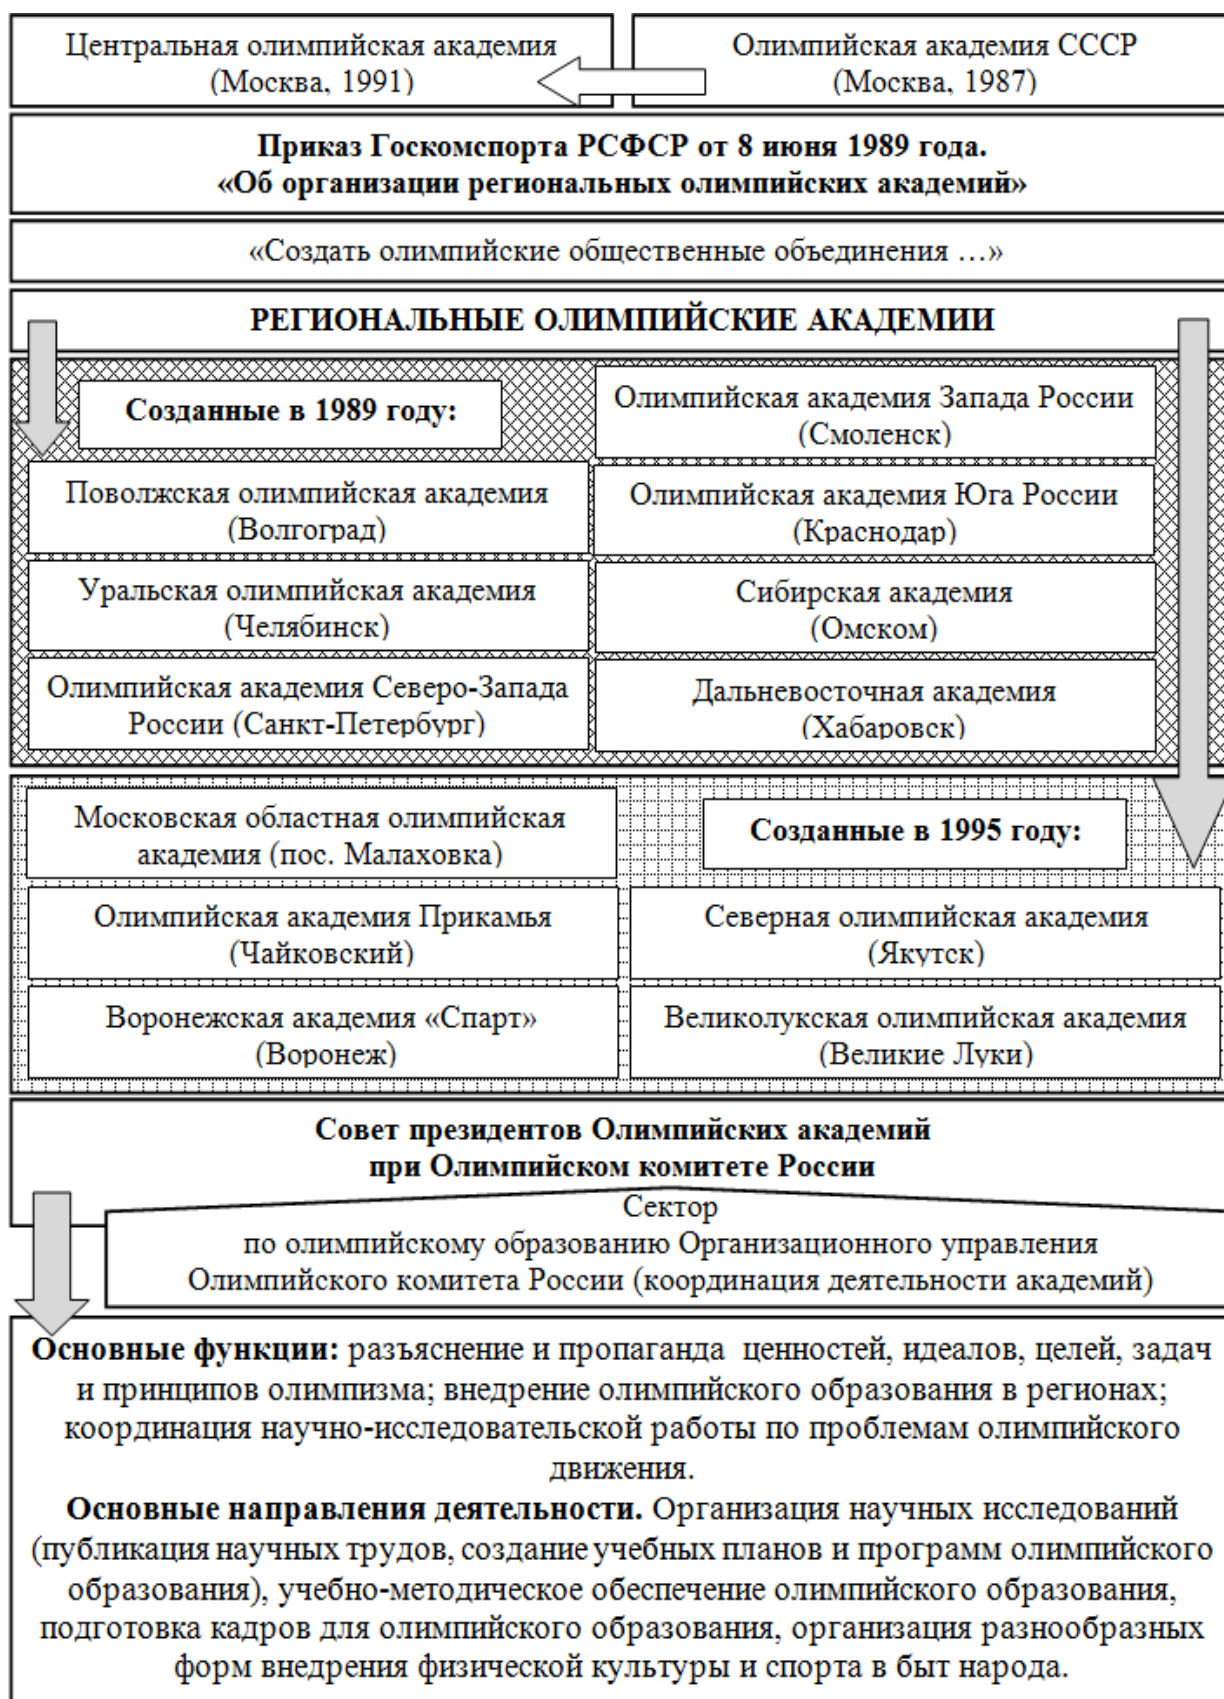 Центральная олимпийская академия
(Москва, 1991)
Олимпийская академия СССР
(Москва, 1987)
Приказ Госкомспорта РСФСР от 8 июня 1989 года.
«Об организации региональных олимпийских академий»
«Создать олимпийские общественные объединения …»
РЕГИОНАЛЬНЫЕ ОЛИМПИЙСКИЕ АКАДЕМИИ
Созданные в 1989 году:
Поволжская олимпийская академия
(Волгоград)
Уральская олимпийская академия
(Челябинск)
Олимпийская академия Северо-Запада
России (Санкт-Петербург)
Олимпийская академия Запада России
(Смоленск)
Олимпийская академия Юга России
(Краснодар)
Сибирская академия
(Омском)
Дальневосточная академия
(Хабаровск)
Московская областная олимпийская
академия (пос. Малаховка)
Олимпийская академия Прикамья
(Чайковский)
Воронежская академия «Спарт»
(Воронеж)
Созданные в 1995 году:
Северная олимпийская академия
(Якутск)
Великолукская олимпийская академия
(Великие Луки)
Совет президентов Олимпийских академий
при Олимпийском комитете России
Сектор
по олимпийскому образованию Организационного управления
Олимпийского комитета России (координация деятельности академий)
Основные функции: разъяснение и пропаганда ценностей, идеалов, целей, задач
и принципов олимпизма; внедрение олимпийского образования в регионах;
координация научно-исследовательской работы по проблемам олимпийского
движения.
Основные направления деятельности. Организация научных исследований
(публикация научных трудов, создание учебных планов и программ олимпийского
образования), учебно-методическое обеспечение олимпийского образования,
подготовка кадров для олимпийского образования, организация разнообразных
форм внедрения физической культуры и спорта в быт народа.